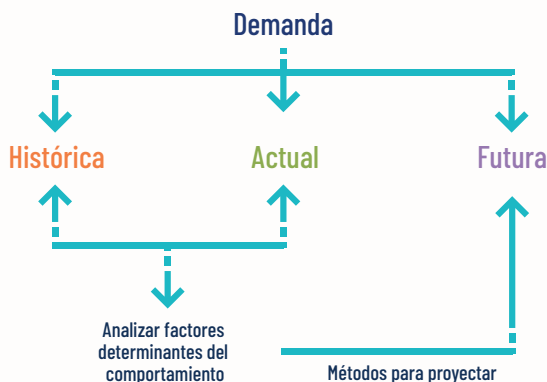 Demanda
Histórica
Actual
Futura
Analizar factores
determinantes del
comportamiento
Métodos para proyectar